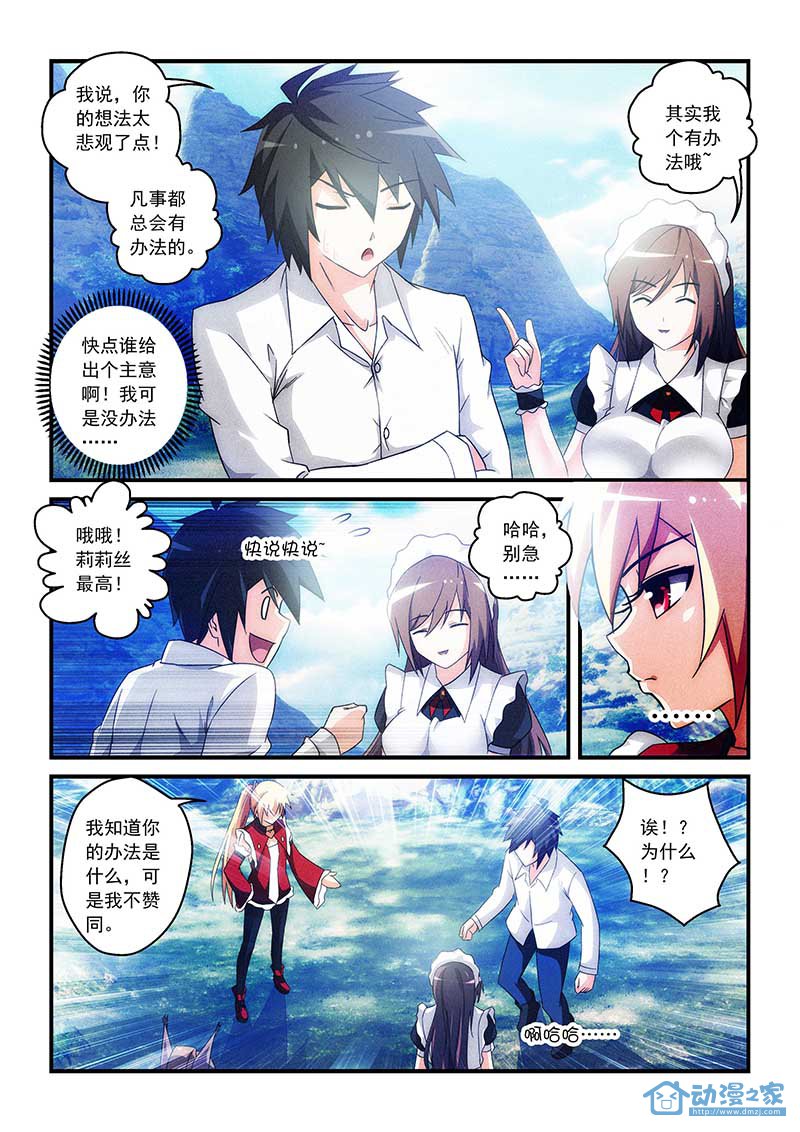 我说，你
的想法太
悲观了点！
凡事都
总会有
办法的。
快点谁给
出个主意
啊！我可
是没办法
……
其实我
个有办
法哦~
哦哦！
莉莉丝
最高！
快说快说~
哈哈，
别急
……
……
我知道你
的办法是
什么，可
是我不赞
同。
诶！？
为什么
！？
啊哈哈……
动漫之家
http://www.dmzj.com